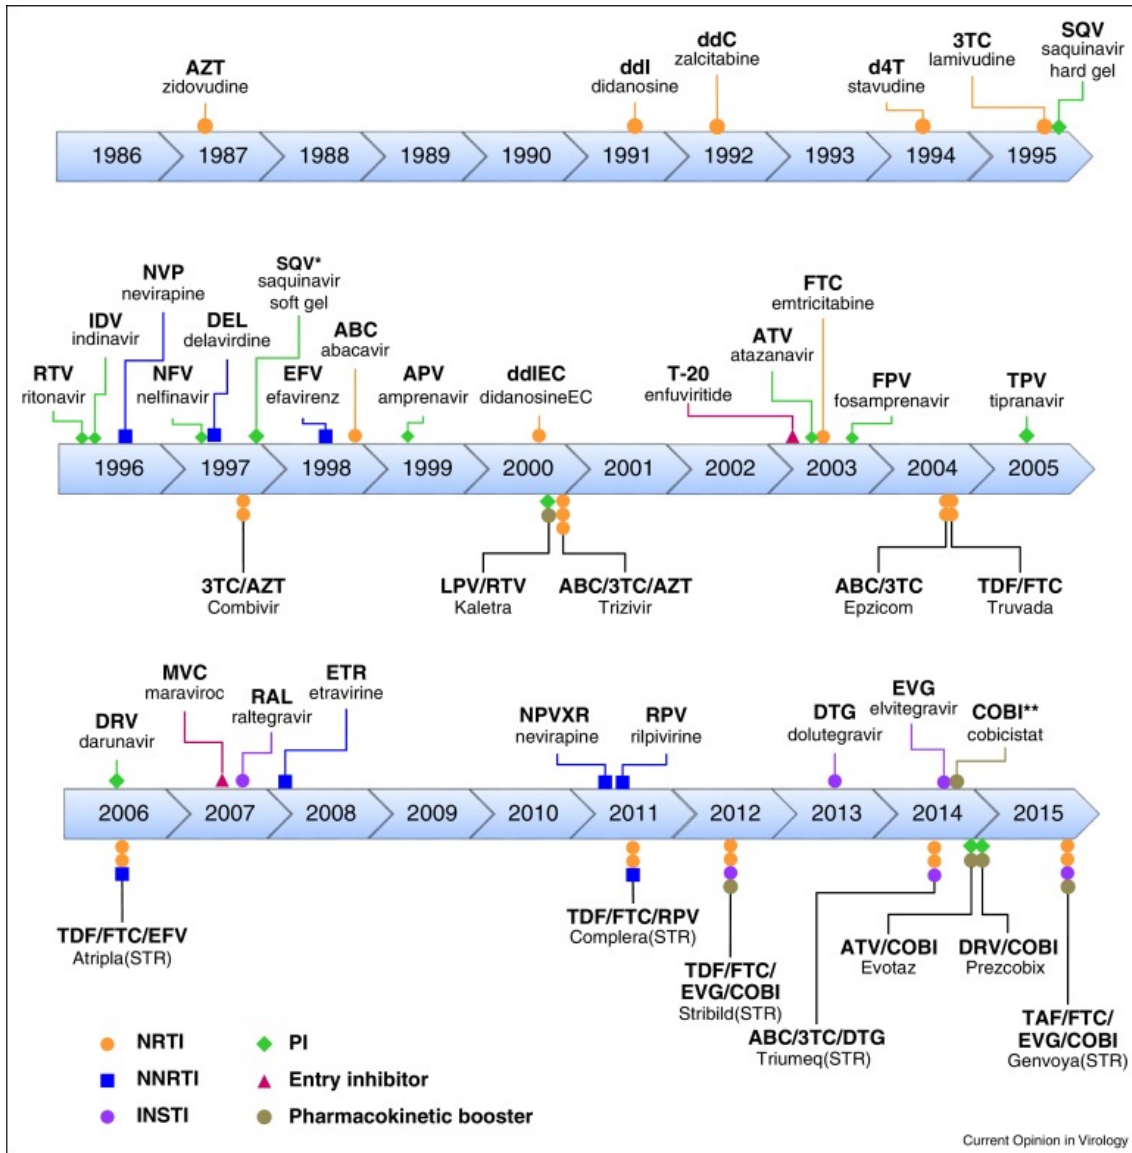 AZT
zidovudine
ddI
didanosine
ddC
zalcitabine
d4T
stavudine
3TC
lamivudine
SQV
saquinavir
hard gel
1986 1987 1988 1989 1990 1991 1992 1993 1994 1995
RTV
ritonavir
IDV
indinavir
NVP
nevirapine
NFV
nelfinavir
DEL
delavirdine
SQV*
saquinavir
soft gel
EFV
efavirenz
ABC
abacavir
APV
amprenavir
ddIEC
didanosineEC
T-20
enfuviritide
ATV
atazanavir
FTC
emtricitabine
FPV
fosamprenavir
TPV
tipranavir
1996 1997 1998 1999 2000 2001 2002 2003 2004 2005
3TC/AZT
Combivir
LPV/RTV
Kaletra
ABC/3TC/AZT
Trizivir
ABC/3TC
Epzicom
TDF/FTC
Truvada
DRV
darunavir
MVC
maraviroc
RAL
raltegravir
ETR
etravirine
NPVXR
nevirapine
RPV
rilpivirine
DTG
dolutegravir
EVG
elvitegravir
COBI**
cobicistat
2006 2007 2008 2009 2010 2011 2012 2013 2014 2015
TDF/FTC/EFV
Atripla(STR)
TDF/FTC/RPV
Complera(STR)
TDF/FTC/
EVG/COBI
Stribild(STR)
ABC/3TC/DTG
Triumeq(STR)
ATV/COBI
Evotaz
DRV/COBI
Prezcobix
TAF/FTC/
EVG/COBI
Genvoya(STR)
NRTI
NNRTI
INSTI
PI
Entry inhibitor
Pharmacokinetic booster
Current Opinion in Virology